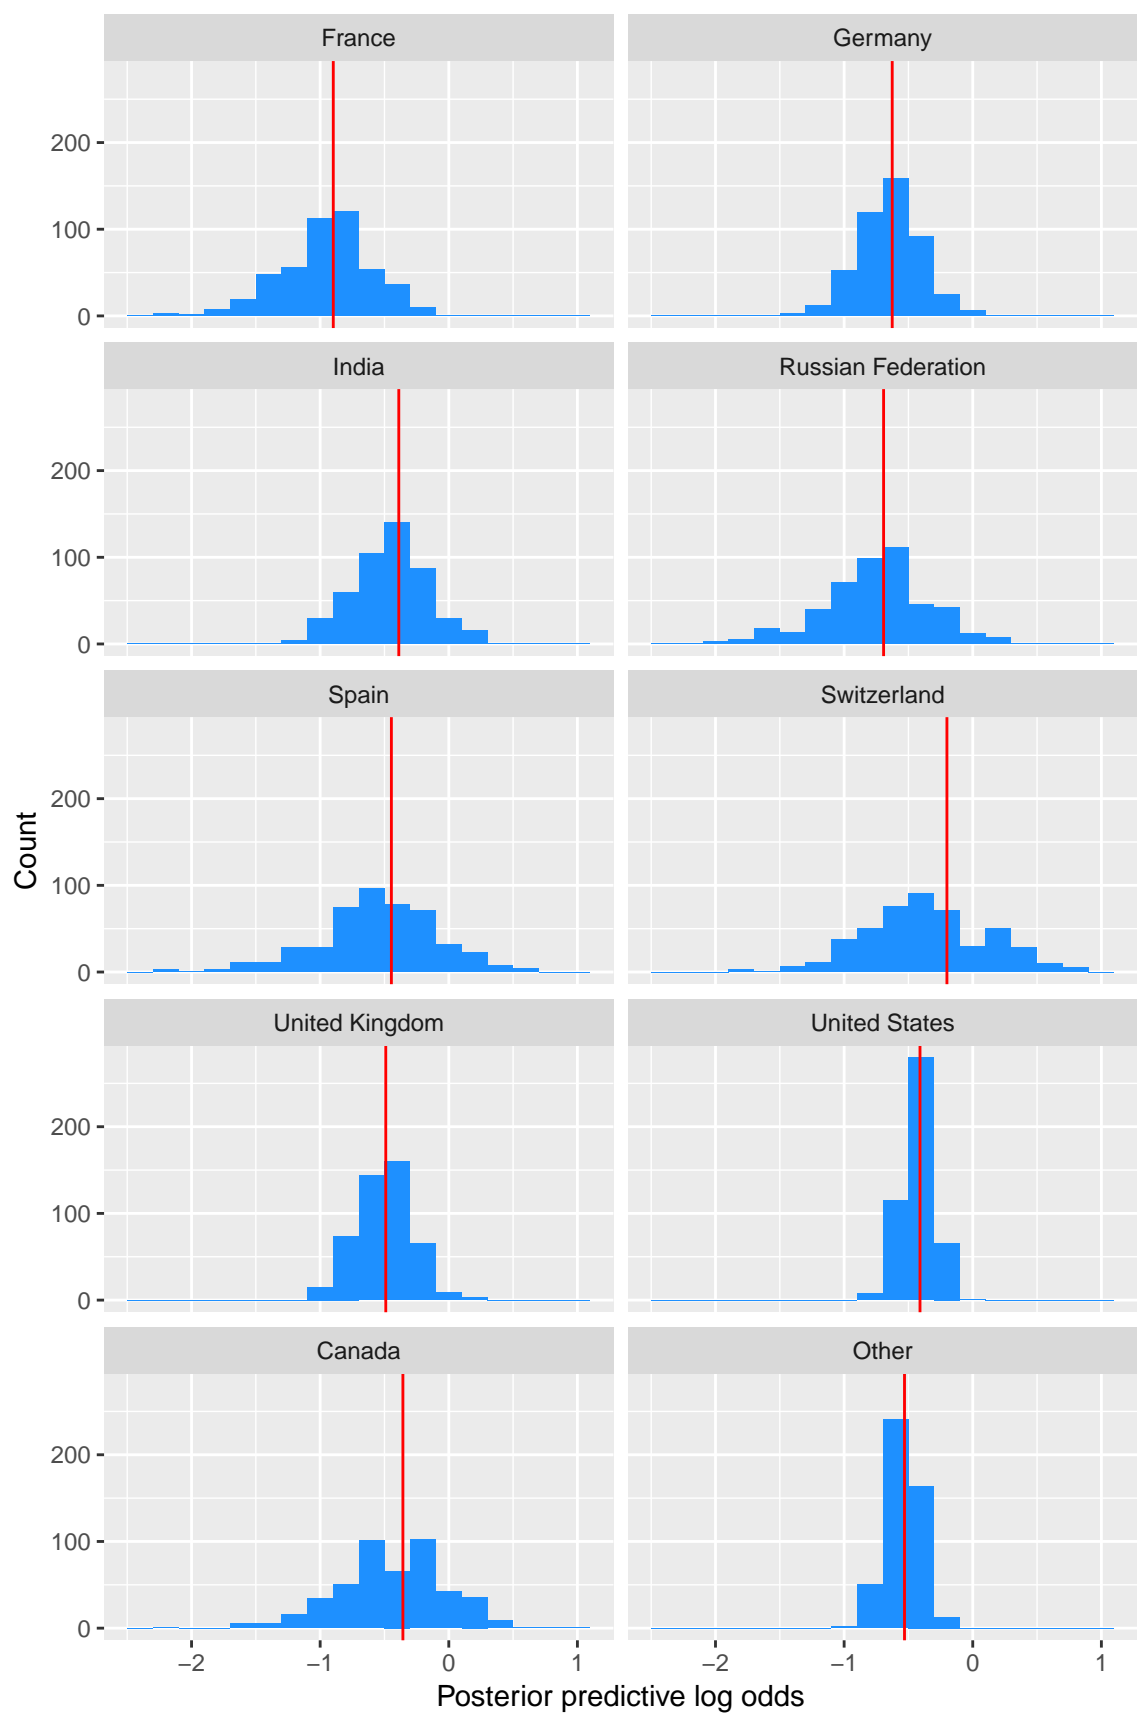 France
Germany
200
100
0
India
Russian Federation
200
100
0
Spain
Switzerland
200
100
0
Count
United Kingdom
United States
200
100
0
Canada
Other
200
100
0
−2 −1 0 1 −2 −1 0 1
Posterior predictive log odds